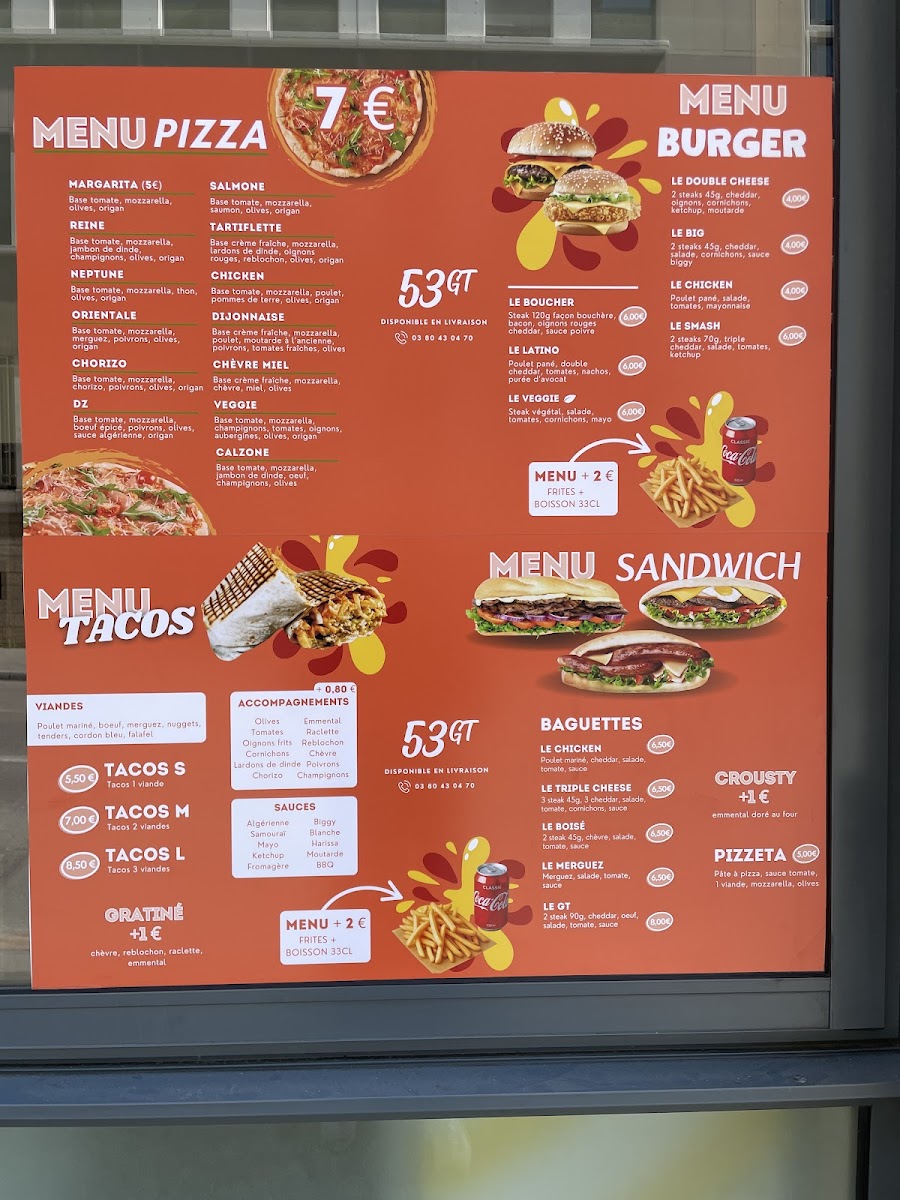 MENU PIZZA
7 €
MARGARITA (5€)
Base tomate, mozzarella,
olives, origan
REINE
Base tomate, mozzarella,
jambon de dinde,
champignons, olives, origan
NEPTUNE
Base tomate, mozzarella, thon,
olives, origan
ORIENTALE
Base tomate, mozzarella,
merguez, poivrons, olives,
origan
CHORIZO
Base tomate, mozzarella,
chorizo, poivrons, olives, origan
DZ
Base tomate, mozzarella,
boeuf épicé, poivrons, olives,
sauce algérienne, origan
SALMONE
Base tomate, mozzarella,
saumon, olives, origan
TARTIFLETTE
Base crème fraîche, mozzarella,
lardons de dinde, oignons
rouges, reblochon, olives, origan
CHICKEN
Base tomate, mozzarella, poulet,
pommes de terre, olives, origan
DIJONNAISE
Base crème fraîche, mozzarella,
poulet, moutarde à l'ancienne,
poivrons, tomates fraîches, olives
CHÈVRE MIEL
Base crème fraîche, mozzarella,
chèvre, miel, olives
VEGGIE
Base tomate, mozzarella,
champignons, tomates, oignons,
aubergines, olives, origan
CALZONE
Base tomate, mozzarella,
jambon de dinde, oeuf,
champignons, olives
53GT
DISPONIBLE EN LIVRAISON
03 80 43 04 70
MENU
BURGER
LE DOUBLE CHEESE
2 steaks 45g, cheddar,
oignons, cornichons,
ketchup, moutarde
4,00€
LE BIG
2 steaks 45g, cheddar,
salade, cornichons, sauce
biggy
4,00€
LE CHICKEN
Poulet pané, salade,
tomates, mayonnaise
4,00€
LE SMASH
2 steaks 70g, triple
cheddar, salade, tomates,
ketchup
6,00€
LE BOUCHER
Steak 120g façon bouchère,
bacon, oignons rouges
cheddar, sauce poivre
6,00€
LE LATINO
Poulet pané, double
cheddar, tomates, nachos,
purée d'avocat
6,00€
LE VEGGIE
Steak végétal, salade,
tomates, cornichons, mayo
6,00€
MENU + 2 €
FRITES +
BOISSON 33CL
CLASSIC
Coca-Cola
MENU
TACOS
VIANDES
Poulet mariné, boeuf, merguez, nuggets,
tenders, cordon bleu, falafel
5,50 €
TACOS S
Tacos 1 viande
7,00 €
TACOS M
Tacos 2 viandes
8,50 €
TACOS L
Tacos 3 viandes
GRATINÉ
+1 €
chèvre, reblochon, raclette,
emmental
+ 0,80 €
ACCOMPAGNEMENTS
Olives
Tomates
Oignons frits
Cornichons
Lardons de dinde
Chorizo
Emmental
Raclette
Reblochon
Chèvre
Poivrons
Champignons
SAUCES
Algérienne
Samouraï
Mayo
Ketchup
Fromagère
Biggy
Blanche
Harissa
Moutarde
BBQ
MENU + 2 €
FRITES +
BOISSON 33CL
CLASSIC
Coca-Cola
53GT
DISPONIBLE EN LIVRAISON
03 80 43 04 70
MENU SANDWICH
BAGUETTES
LE CHICKEN
Poulet mariné, cheddar, salade,
tomate, sauce
6,50€
LE TRIPLE CHEESE
3 steak 45g, 3 cheddar, salade,
tomate, cornichons, sauce
6,50€
LE BOISÉ
2 steak 45g, chèvre, salade,
tomate, sauce
6,50€
LE MERGUEZ
Merguez, salade, tomate,
sauce
6,50€
LE GT
2 steak 90g, cheddar, oeuf,
salade, tomate, sauce
8,00€
CROUSTY
+1 €
emmental doré au four
PIZZETA 5,00€
Pâte à pizza, sauce tomate,
1 viande, mozzarella, olives